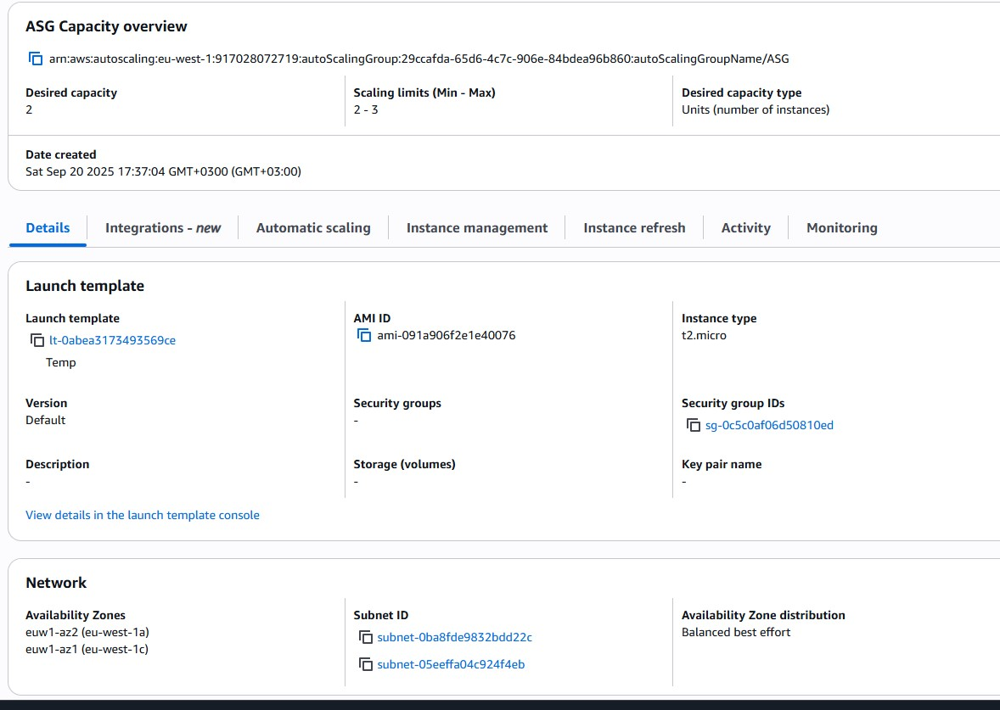 ASG Capacity overview
arn:aws:autoscaling:eu-west-1:917028072719:autoScalingGroup:29ccafda-65d6-4c7c-906e-84bdea96b860:autoScalingGroupName/ASG
Desired capacity
2
Scaling limits (Min - Max)
2 - 3
Desired capacity type
Units (number of instances)
Date created
Sat Sep 20 2025 17:37:04 GMT+0300 (GMT+03:00)
Details Integrations - new Automatic scaling Instance management Instance refresh Activity Monitoring
Launch template
Launch template
lt-0abea3173493569ce
Temp
AMI ID
ami-091a906f2e1e40076
Instance type
t2.micro
Version
Default
Security groups
-
Security group IDs
sg-0c5c0af06d50810ed
Description
-
Storage (volumes)
-
Key pair name
-
View details in the launch template console
Network
Availability Zones
euw1-az2 (eu-west-1a)
euw1-az1 (eu-west-1c)
Subnet ID
subnet-0ba8fde9832bdd22c
subnet-05eeffa04c924f4eb
Availability Zone distribution
Balanced best effort